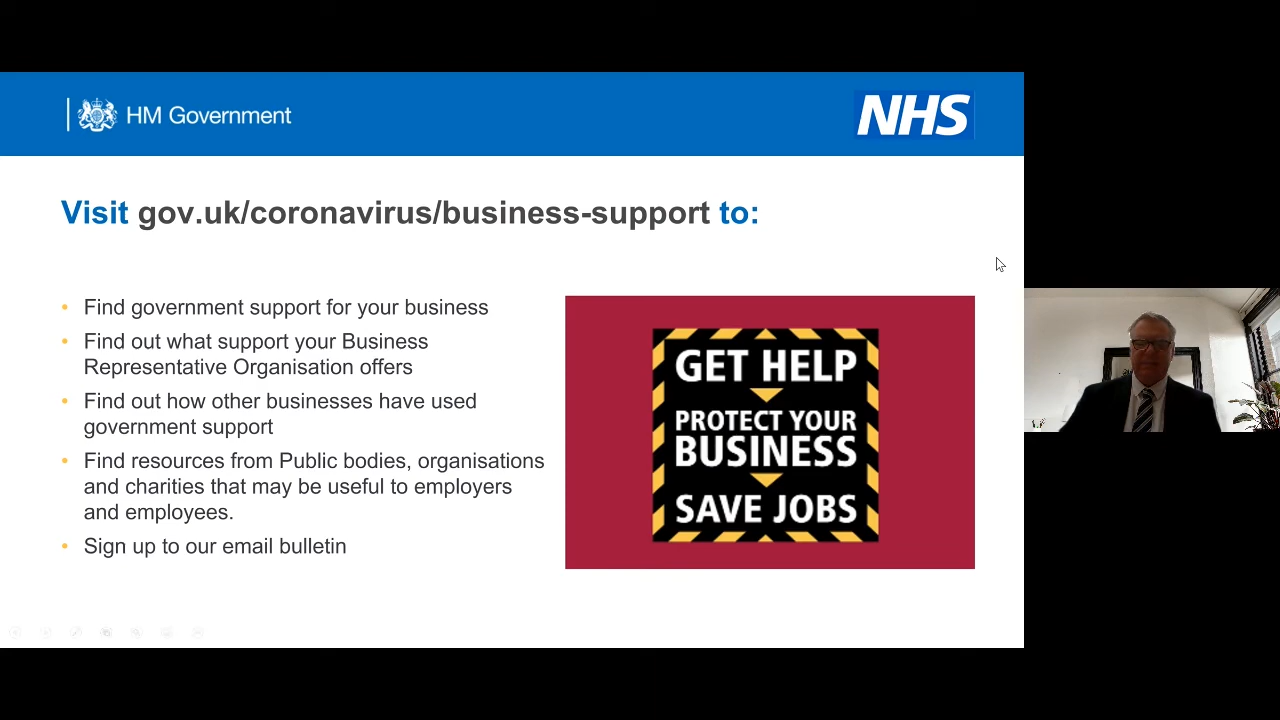 HM Government
NHS
Visit gov.uk/coronavirus/business-support to:
Find government support for your business
Find out what support your Business
Representative Organisation offers
Find out how other businesses have used
government support
Find resources from Public bodies, organisations
and charities that may be useful to employers
and employees.
Sign up to our email bulletin
GET HELP
PROTECT YOUR
BUSINESS
SAVE JOBS